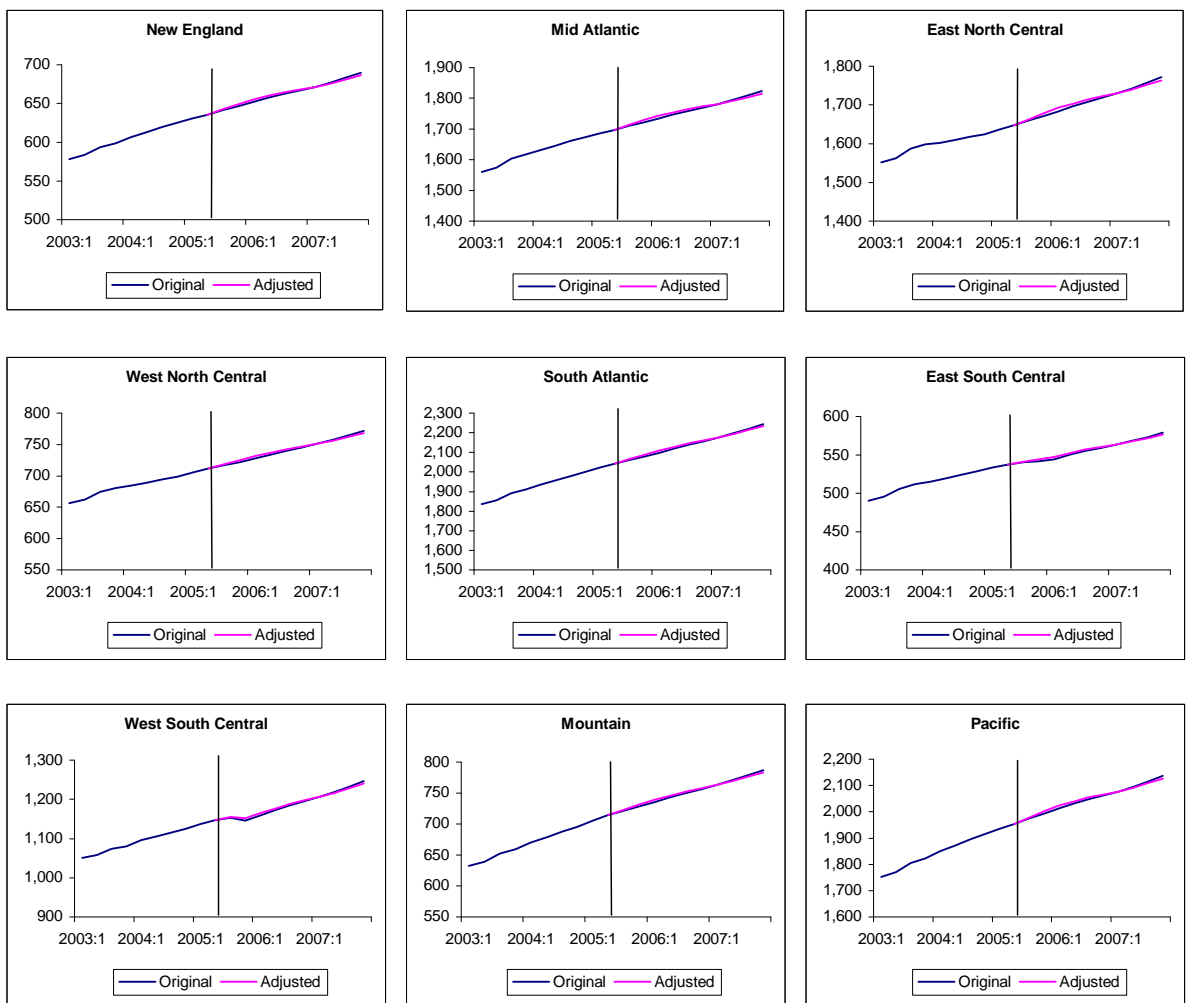 New England
700
650
600
550
500
2003:1 2004:1 2005:1 2006:1 2007:1
Original Adjusted
Mid Atlantic
1,900
1,800
1,700
1,600
1,500
1,400
2003:1 2004:1 2005:1 2006:1 2007:1
Original Adjusted
East North Central
1,800
1,700
1,600
1,500
1,400
2003:1 2004:1 2005:1 2006:1 2007:1
Original Adjusted
West North Central
800
750
700
650
600
550
2003:1 2004:1 2005:1 2006:1 2007:1
Original Adjusted
South Atlantic
2,300
2,200
2,100
2,000
1,900
1,800
1,700
1,600
1,500
2003:1 2004:1 2005:1 2006:1 2007:1
Original Adjusted
East South Central
600
550
500
450
400
2003:1 2004:1 2005:1 2006:1 2007:1
Original Adjusted
West South Central
1,300
1,200
1,100
1,000
900
2003:1 2004:1 2005:1 2006:1 2007:1
Original Adjusted
Mountain
800
750
700
650
600
550
2003:1 2004:1 2005:1 2006:1 2007:1
Original Adjusted
Pacific
2,200
2,100
2,000
1,900
1,800
1,700
1,600
2003:1 2004:1 2005:1 2006:1 2007:1
Original Adjusted